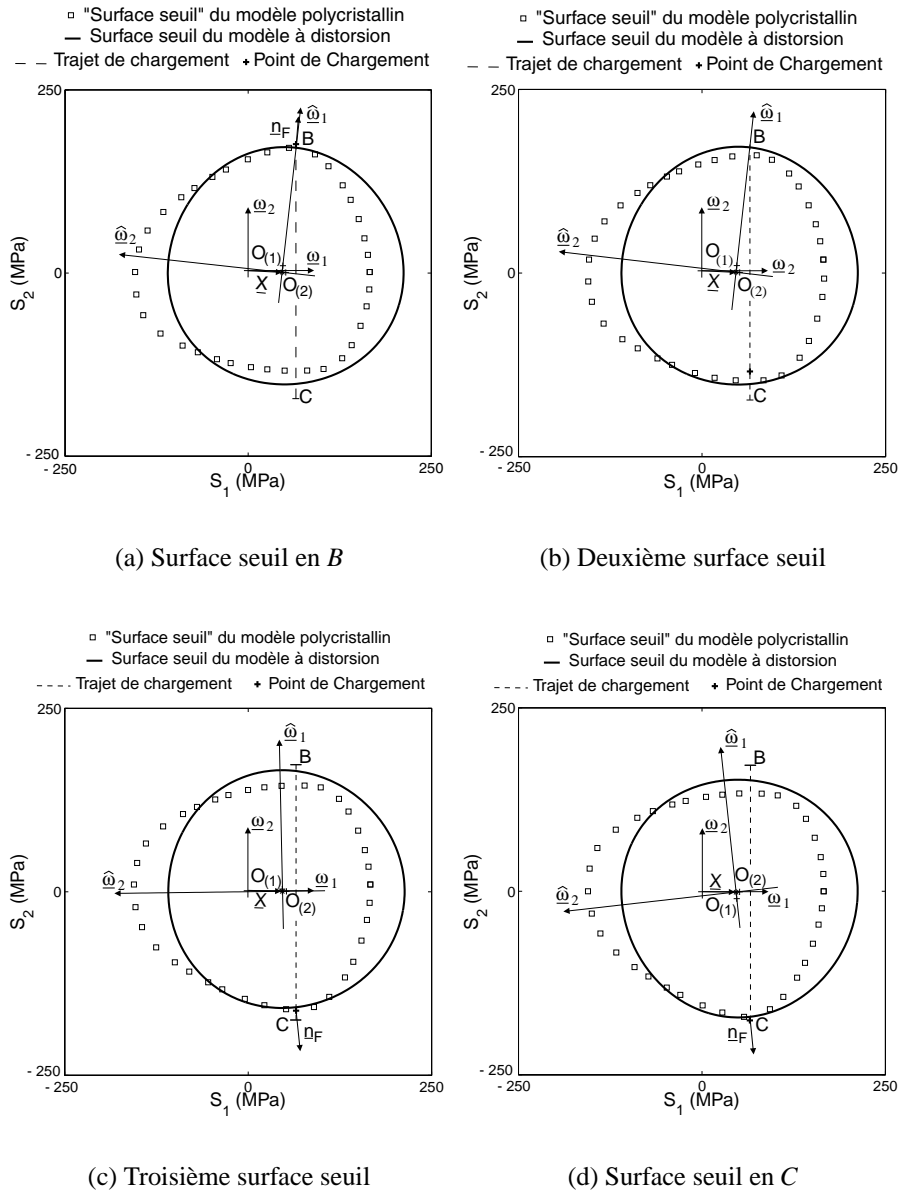 "Surface seuil" du modèle polycristallin
Surface seuil du modèle à distorsion
Trajet de chargement Point de Chargement
250
ω̂1
nF B
ω2
ω̂2
O(1) ω1
0
X O(2)
S2 (MPa)
C
- 250
- 250 0 250
S1 (MPa)
(a) Surface seuil en B
"Surface seuil" du modèle polycristallin
Surface seuil du modèle à distorsion
Trajet de chargement Point de Chargement
250
ω̂1
B
ω2
ω̂2
O(1) ω2
0
X O(2)
S2 (MPa)
C
- 250
- 250 0 250
S1 (MPa)
(b) Deuxième surface seuil
"Surface seuil" du modèle polycristallin
Surface seuil du modèle à distorsion
Trajet de chargement Point de Chargement
250
ω̂1
B
ω2
O(1) ω1
ω̂2
0
X O(2)
S2 (MPa)
C
nF
- 250
- 250 0 250
S1 (MPa)
(c) Troisième surface seuil
"Surface seuil" du modèle polycristallin
Surface seuil du modèle à distorsion
Trajet de chargement Point de Chargement
250
ω̂1
B
ω2
X O(2)
0
ω̂2 O(1) ω1
S2 (MPa)
nF C
- 250
- 250 0 250
S1 (MPa)
(d) Surface seuil en C